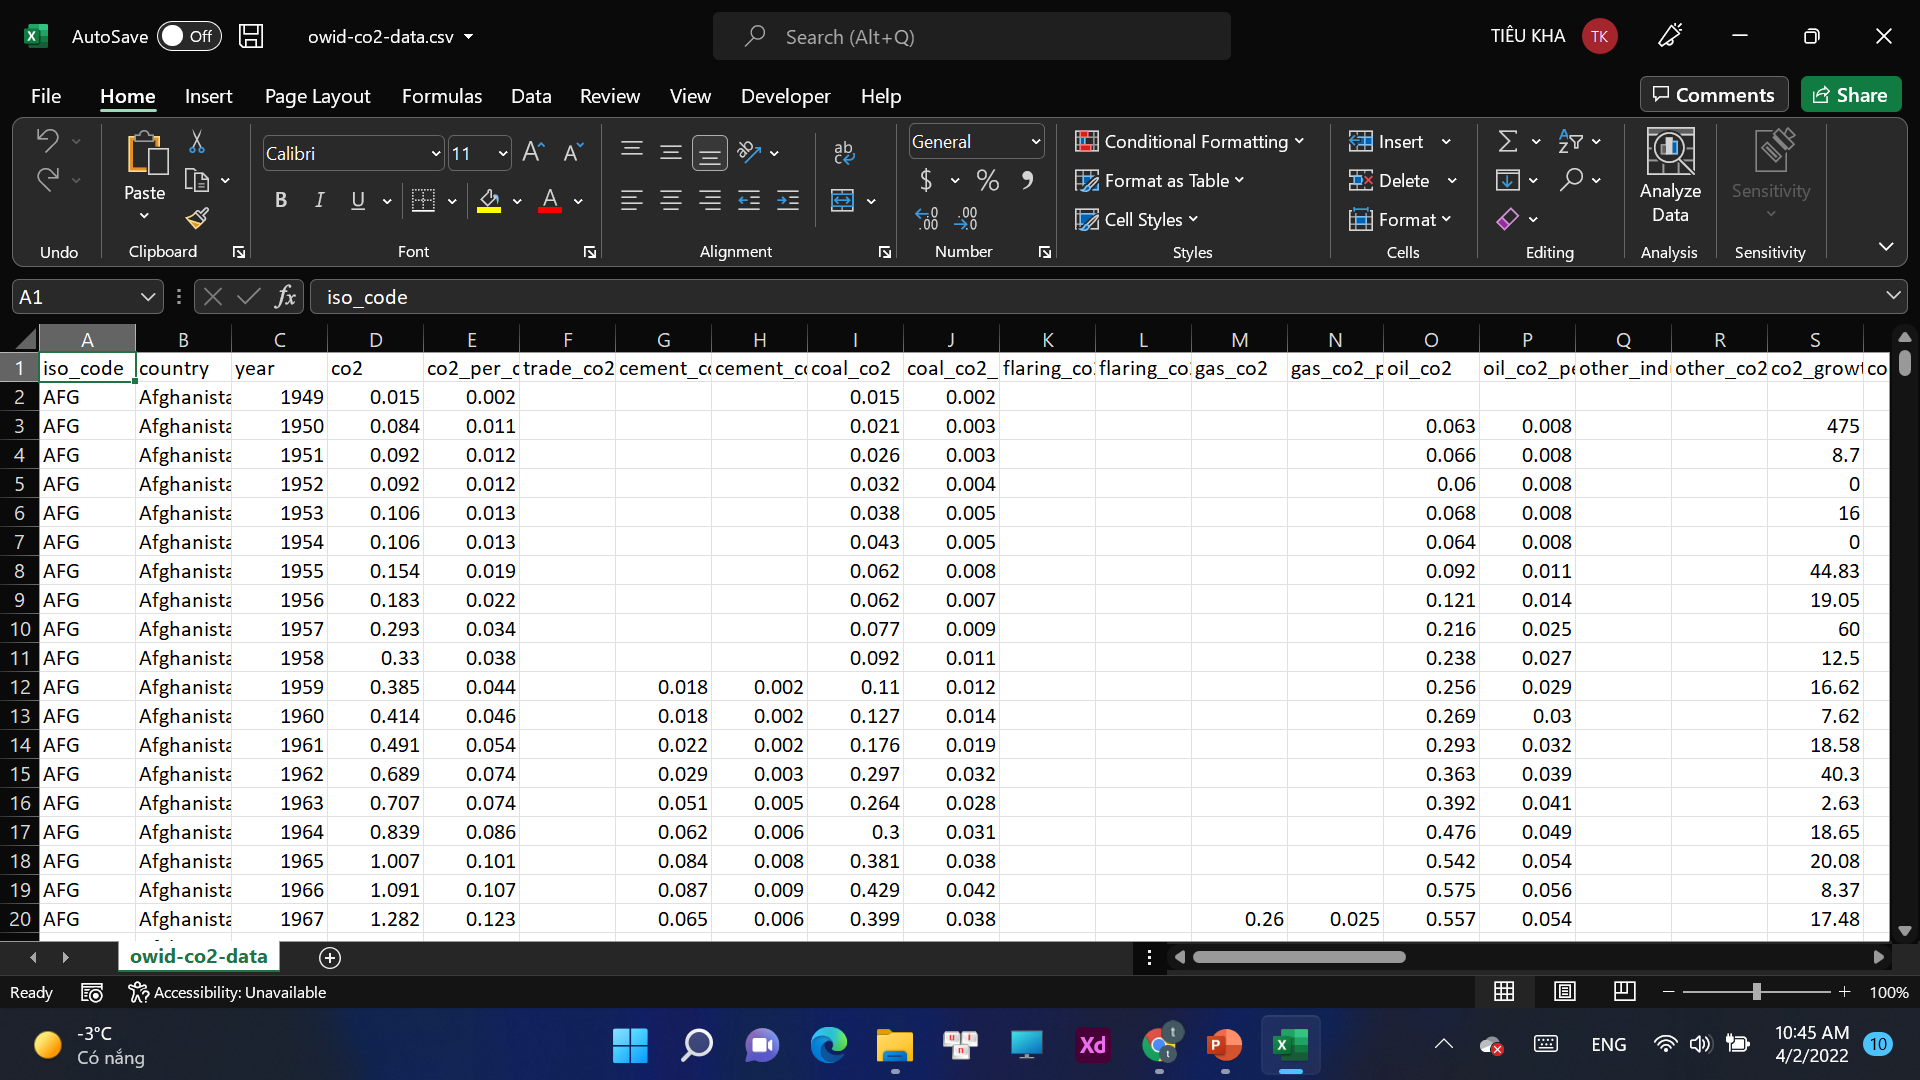 AutoSave Off owid-co2-data.csv Search (Alt+Q) TIÊU KHA TK
File Home Insert Page Layout Formulas Data Review View Developer Help Comments Share
Paste Calibri 11 General Conditional Formatting Insert Analyze Data Sensitivity
B I U $ % Format as Table Delete
Cell Styles Format
Undo Clipboard Font Alignment Number Styles Cells Editing Analysis Sensitivity
A1 fx iso_code
A B C D E F G H I J K L M N O P Q R S
1 iso_code country year co2 co2_per_c trade_co2 cement_co cement_co coal_co2 coal_co2_ flaring_co flaring_co gas_co2 gas_co2_p oil_co2 oil_co2_pe other_indu other_co2 co2_growt co
2 AFG Afghanista 1949 0.015 0.002 0.015 0.002
3 AFG Afghanista 1950 0.084 0.011 0.021 0.003 0.063 0.008 475
4 AFG Afghanista 1951 0.092 0.012 0.026 0.003 0.066 0.008 8.7
5 AFG Afghanista 1952 0.092 0.012 0.032 0.004 0.06 0.008 0
6 AFG Afghanista 1953 0.106 0.013 0.038 0.005 0.068 0.008 16
7 AFG Afghanista 1954 0.106 0.013 0.043 0.005 0.064 0.008 0
8 AFG Afghanista 1955 0.154 0.019 0.062 0.008 0.092 0.011 44.83
9 AFG Afghanista 1956 0.183 0.022 0.062 0.007 0.121 0.014 19.05
10 AFG Afghanista 1957 0.293 0.034 0.077 0.009 0.216 0.025 60
11 AFG Afghanista 1958 0.33 0.038 0.092 0.011 0.238 0.027 12.5
12 AFG Afghanista 1959 0.385 0.044 0.018 0.002 0.11 0.012 0.256 0.029 16.62
13 AFG Afghanista 1960 0.414 0.046 0.018 0.002 0.127 0.014 0.269 0.03 7.62
14 AFG Afghanista 1961 0.491 0.054 0.022 0.002 0.176 0.019 0.293 0.032 18.58
15 AFG Afghanista 1962 0.689 0.074 0.029 0.003 0.297 0.032 0.363 0.039 40.3
16 AFG Afghanista 1963 0.707 0.074 0.051 0.005 0.264 0.028 0.392 0.041 2.63
17 AFG Afghanista 1964 0.839 0.086 0.062 0.006 0.3 0.031 0.476 0.049 18.65
18 AFG Afghanista 1965 1.007 0.101 0.084 0.008 0.381 0.038 0.542 0.054 20.08
19 AFG Afghanista 1966 1.091 0.107 0.087 0.009 0.429 0.042 0.575 0.056 8.37
20 AFG Afghanista 1967 1.282 0.123 0.065 0.006 0.399 0.038 0.26 0.025 0.557 0.054 17.48
owid-co2-data
Ready Accessibility: Unavailable 100%
-3°C
Có nắng
Xd
ENG
10:45 AM
4/2/2022
10